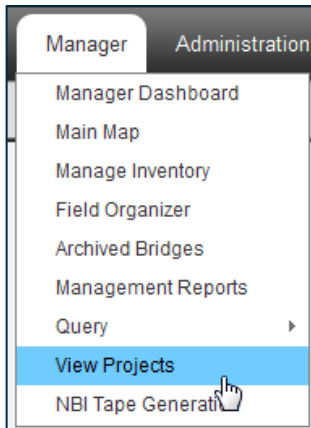 Manager Administration
Manager Dashboard
Main Map
Manage Inventory
Field Organizer
Archived Bridges
Management Reports
Query
View Projects
NBI Tape Generation